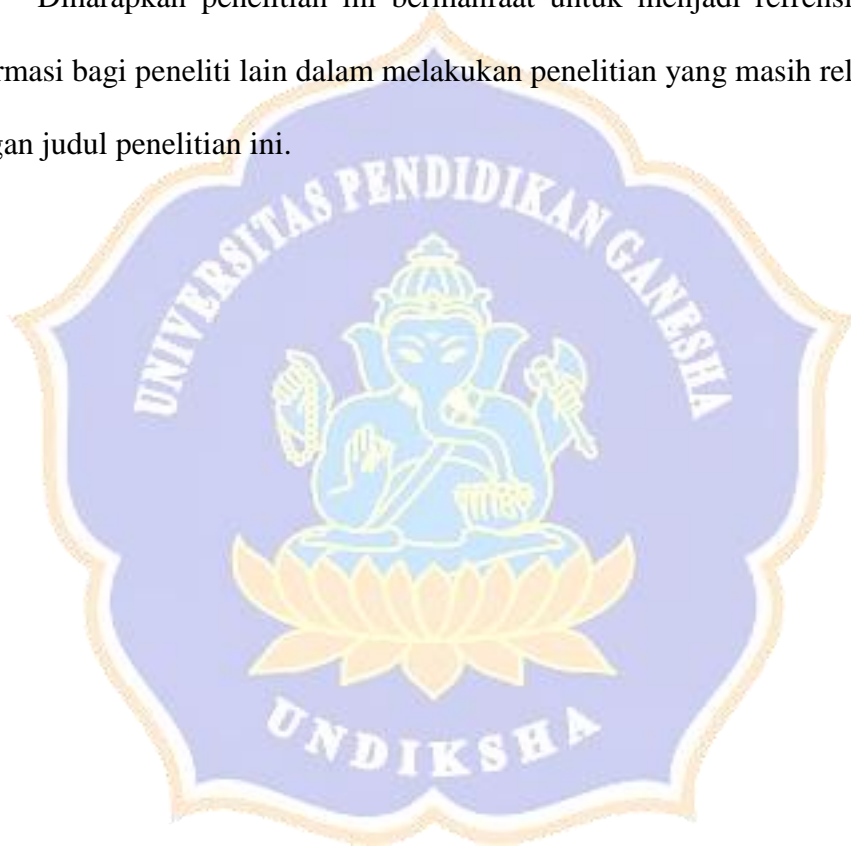 Diharapkan penelitian ini bermanfaat untuk menjadi refrensi
rmasi bagi peneliti lain dalam melakukan penelitian yang masih rel
gan judul penelitian ini.
UNIVERSITAS PENDIDIKAN GANESHA
UNDIKSHA